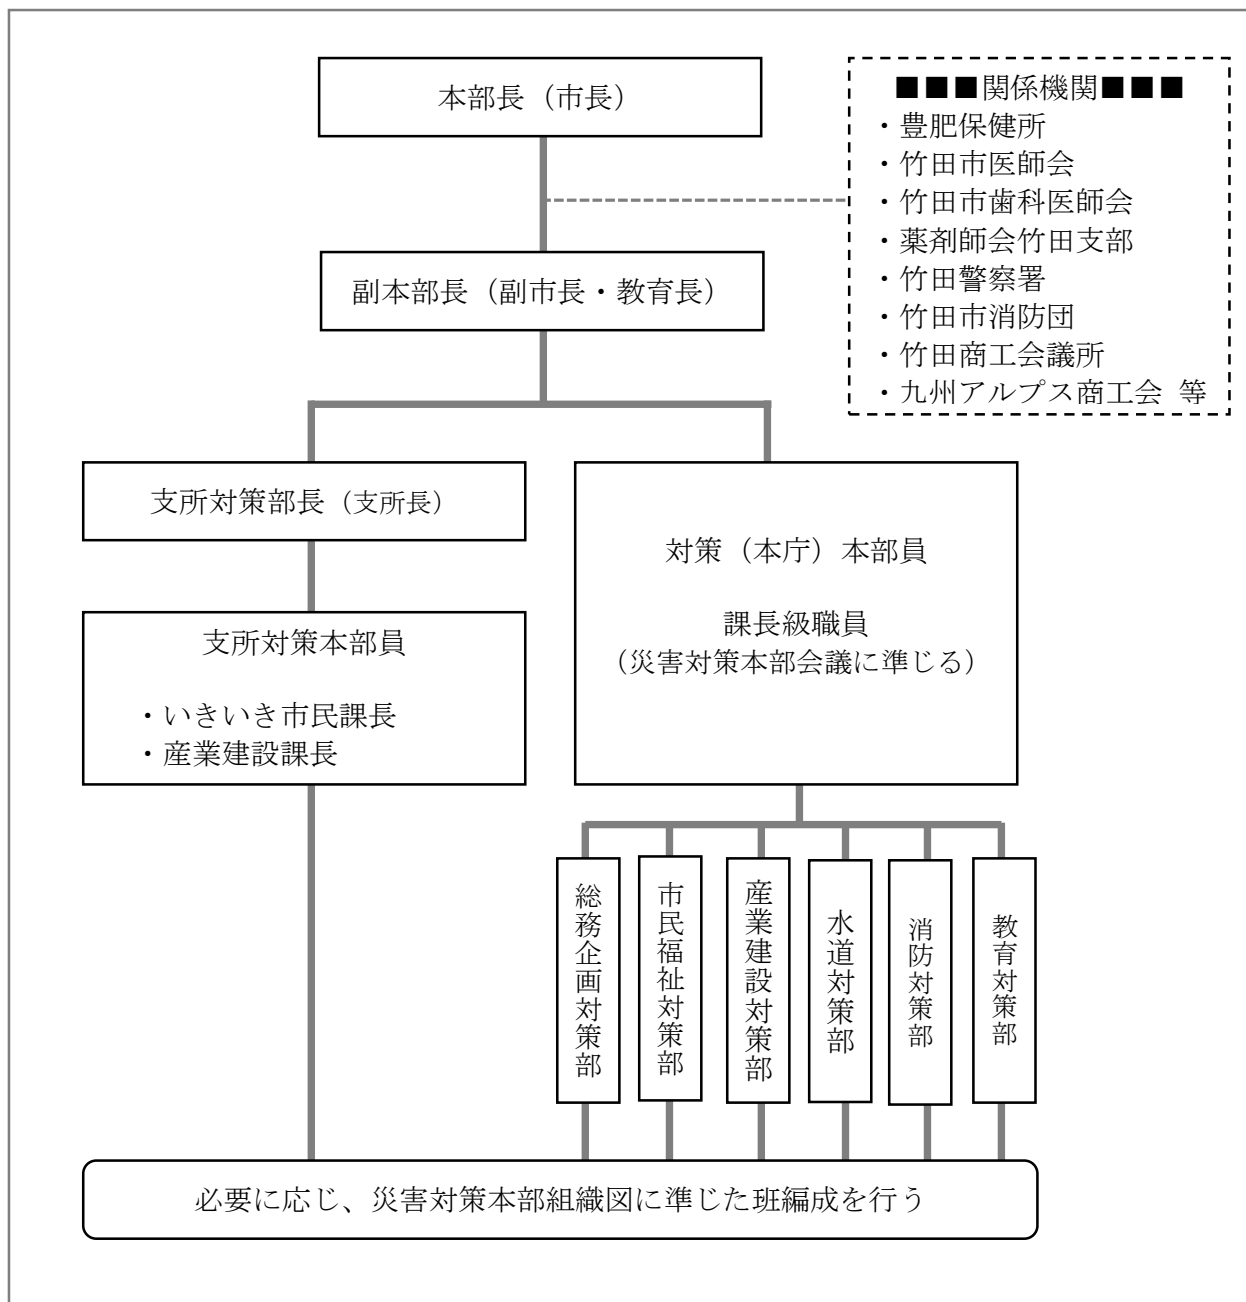 本部長（市長）
■■■関係機関■■■
・豊肥保健所
・竹田市医師会
・竹田市歯科医師会
・薬剤師会竹田支部
・竹田警察署
・竹田市消防団
・竹田商工会議所
・九州アルプス商工会 等
副本部長（副市長・教育長）
支所対策部長（支所長）
支所対策本部員
・いきいき市民課長
・産業建設課長
対策（本庁）本部員
課長級職員
（災害対策本部会議に準じる）
総務企画対策部
市民福祉対策部
産業建設対策部
水道対策部
消防対策部
教育対策部
必要に応じ、災害対策本部組織図に準じた班編成を行う